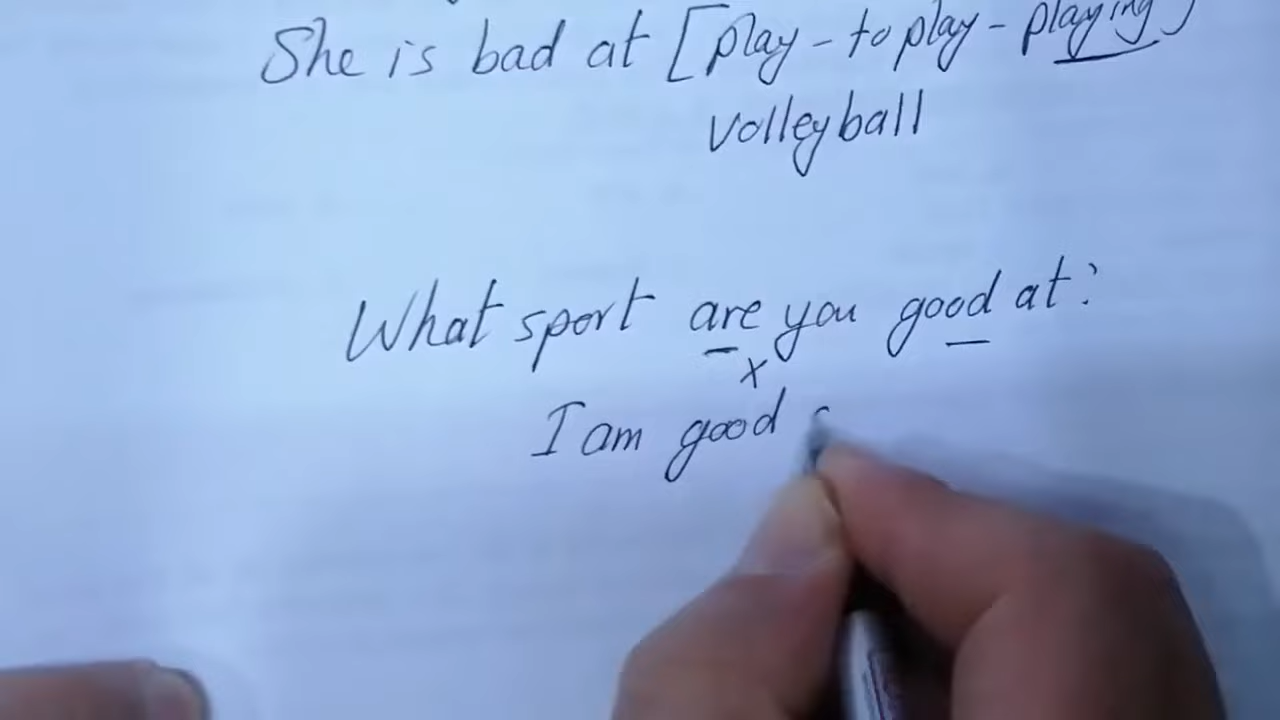 She is bad at [play - to play - playing]
volleyball
What sport are you good at?
x
I am good